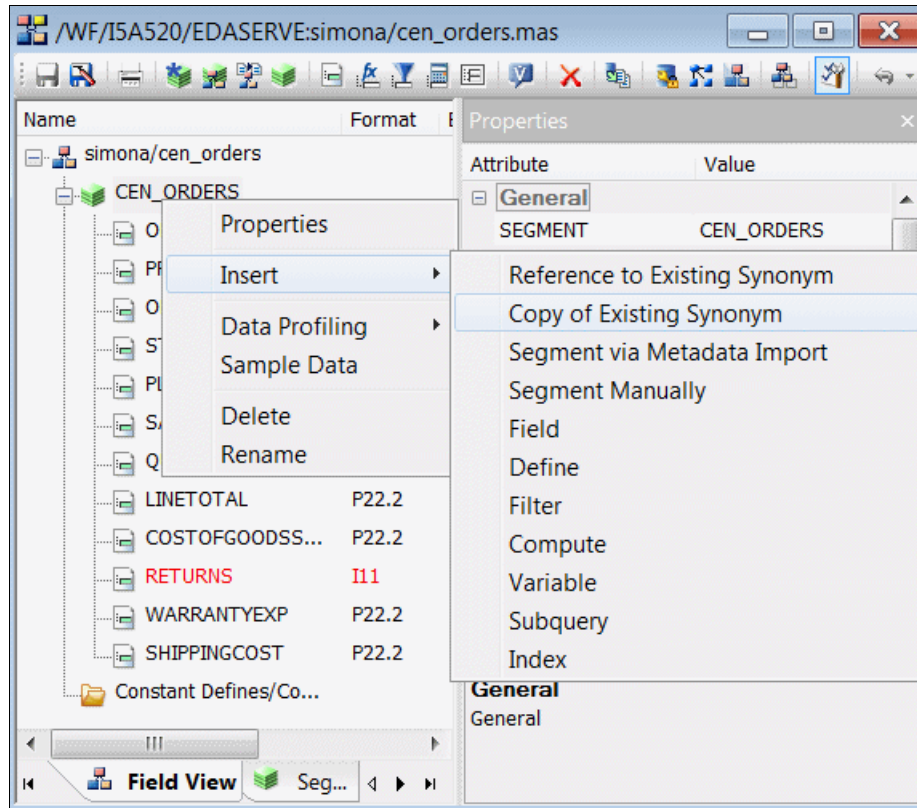 /WF/I5A520/EDASERVE:simona/cen_orders.mas
Name Format Properties
simona/cen_orders Attribute Value
CEN_ORDERS General
Properties SEGMENT CEN_ORDERS
Insert Reference to Existing Synonym
Copy of Existing Synonym
Data Profiling Segment via Metadata Import
Sample Data Segment Manually
Delete Field
Rename Define
LINETOTAL P22.2 Filter
COSTOFGOODSS... P22.2 Compute
RETURNS I11 Variable
WARRANTYEXP P22.2 Subquery
SHIPPINGCOST P22.2 Index
Constant Defines/Co... General
General
Field View Seg...